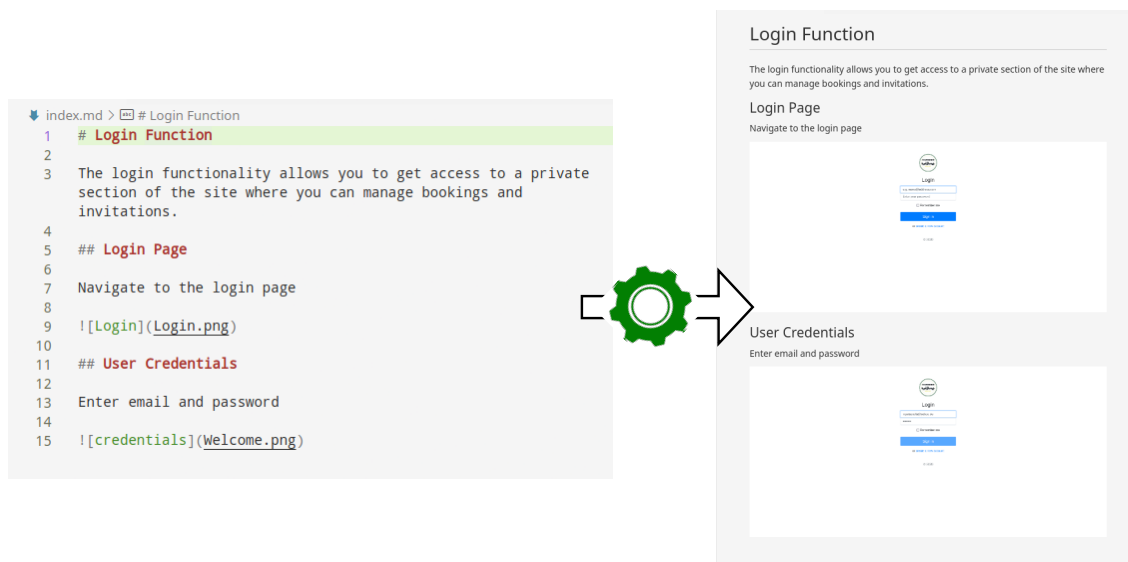 index.md > # Login Function
1 # Login Function
2
3 The login functionality allows you to get access to a private
section of the site where you can manage bookings and
invitations.
4
5 ## Login Page
6
7 Navigate to the login page
8
9 ![Login](Login.png)
10
11 ## User Credentials
12
13 Enter email and password
14
15 ![credentials](Welcome.png)
Login Function
The login functionality allows you to get access to a private section of the site where
you can manage bookings and invitations.
Login Page
Navigate to the login page
Login
Sign in
User Credentials
Enter email and password
Login
Sign in